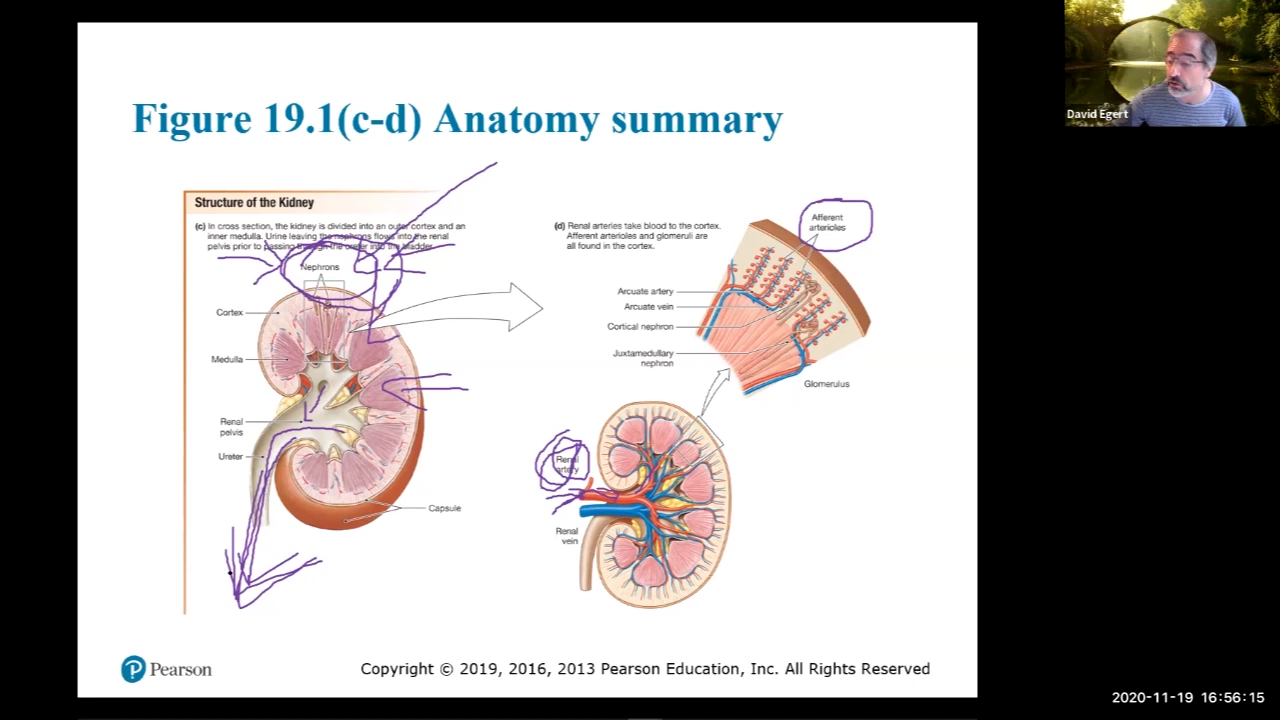 Figure 19.1(c-d) Anatomy summary
Structure of the Kidney
(c) In cross section, the kidney is divided into an outer cortex and an
inner medulla. Urine leaving the nephrons flows into the renal
pelvis prior to passing through the ureter into the bladder.
Nephrons
Cortex
Medulla
Renal
pelvis
Ureter
Capsule
(d) Renal arteries take blood to the cortex.
Afferent arterioles and glomeruli are
all found in the cortex.
Afferent
arterioles
Arcuate artery
Arcuate vein
Cortical nephron
Juxtamedullary
nephron
Glomerulus
Renal
artery
Renal
vein
Pearson
Copyright © 2019, 2016, 2013 Pearson Education, Inc. All Rights Reserved
David Egert
2020-11-19 16:56:15